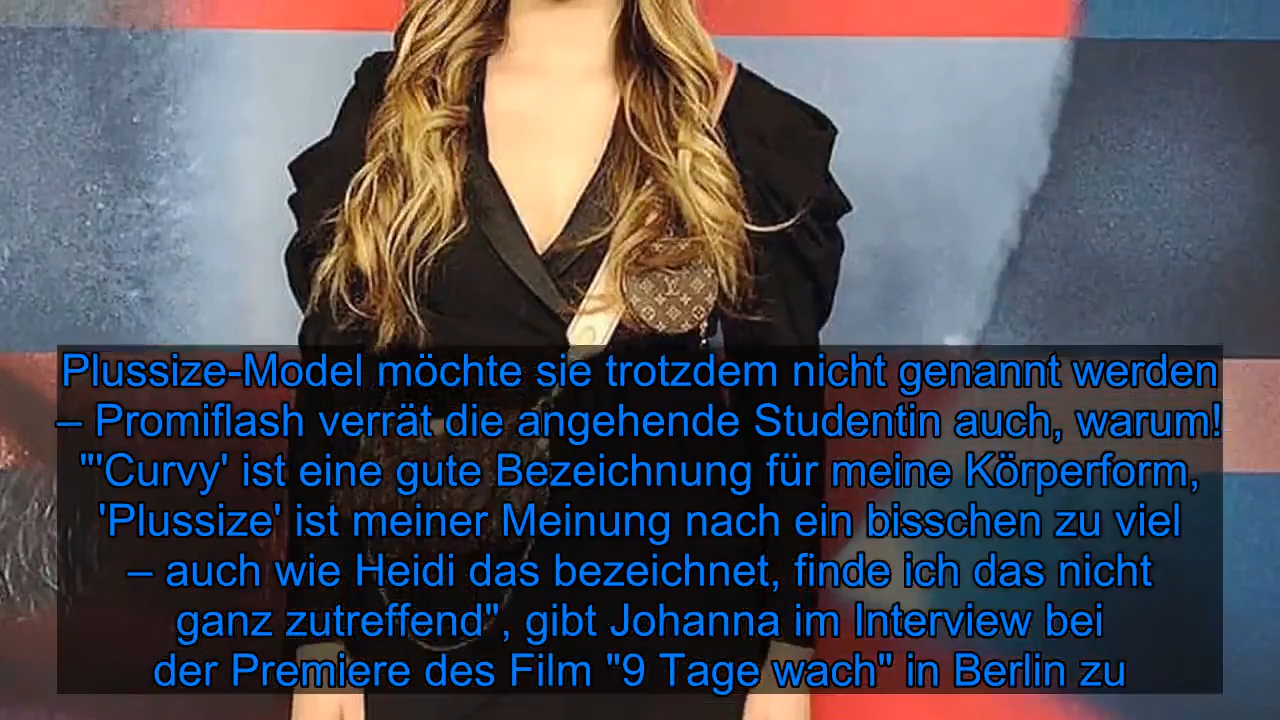 Plussize-Model möchte sie trotzdem nicht genannt werden
– Promiflash verrät die angehende Studentin auch, warum!
"'Curvy' ist eine gute Bezeichnung für meine Körperform,
'Plussize' ist meiner Meinung nach ein bisschen zu viel
– auch wie Heidi das bezeichnet, finde ich das nicht
ganz zutreffend", gibt Johanna im Interview bei
der Premiere des Film "9 Tage wach" in Berlin zu